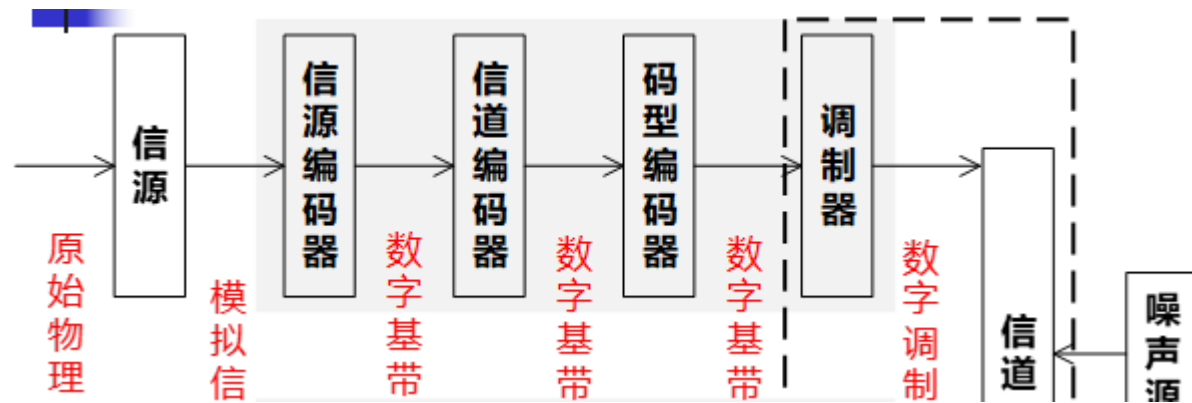 信源
信源编码器
信道编码器
码型编码器
调制器
信道
噪声源
原始物理
模拟信
数字基带
数字基带
数字基带
数字调制